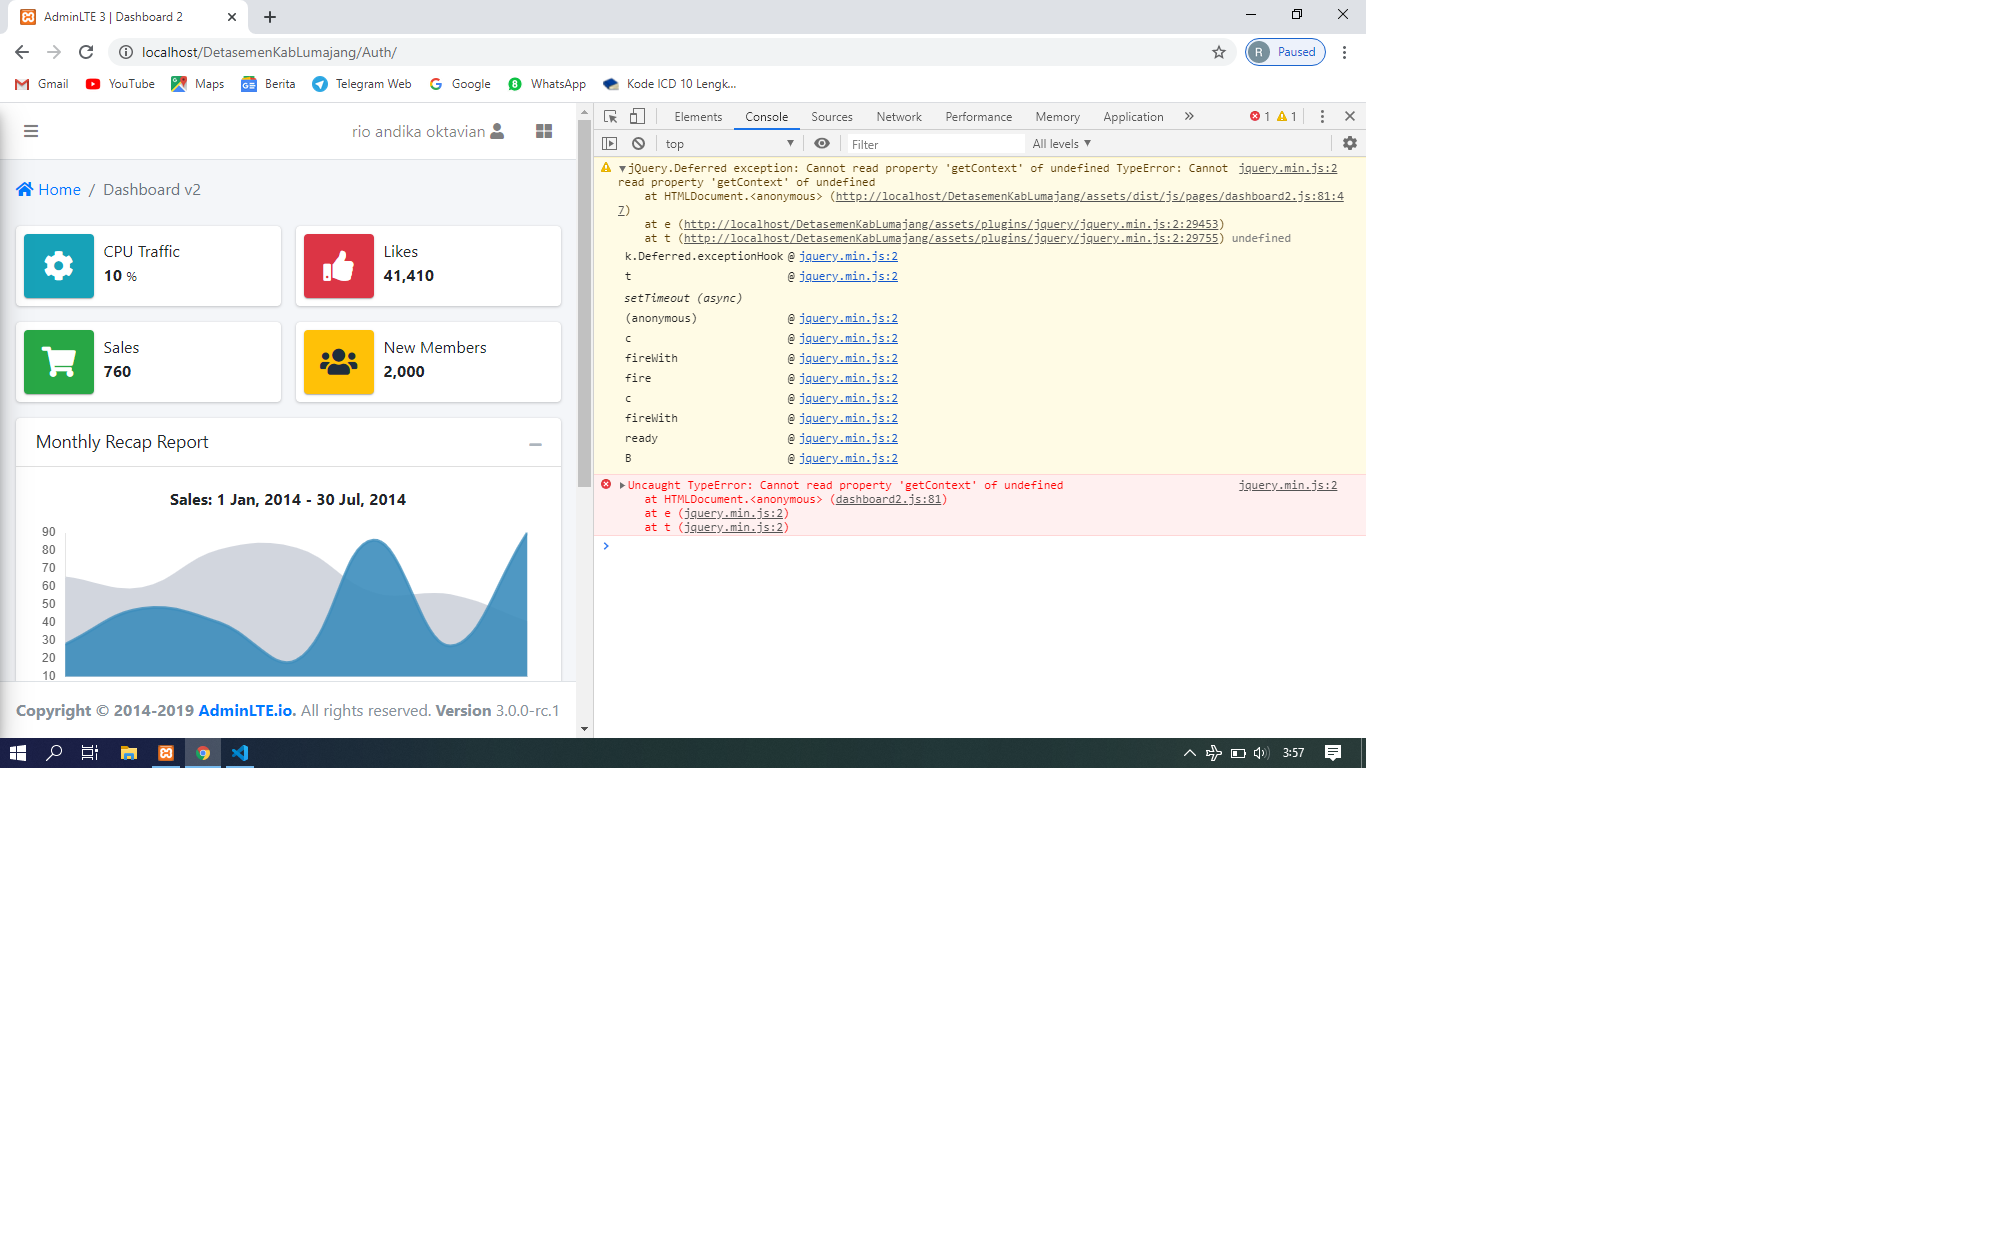 AdminLTE 3 | Dashboard 2
localhost/DetasemenKabLumajang/Auth/
R Paused
Gmail YouTube Maps Berita Telegram Web Google WhatsApp Kode ICD 10 Lengk...
rio andika oktavian
Home / Dashboard v2
CPU Traffic
10 %
Likes
41,410
Sales
760
New Members
2,000
Monthly Recap Report
Sales: 1 Jan, 2014 - 30 Jul, 2014
90
80
70
60
50
40
30
20
10
Copyright © 2014-2019 AdminLTE.io. All rights reserved. Version 3.0.0-rc.1
Elements Console Sources Network Performance Memory Application » 1 1
top Filter All levels
jQuery.Deferred exception: Cannot read property 'getContext' of undefined TypeError: Cannot jquery.min.js:2
read property 'getContext' of undefined
at HTMLDocument.<anonymous> (http://localhost/DetasemenKabLumajang/assets/dist/js/pages/dashboard2.js:81:4
7)
at e (http://localhost/DetasemenKabLumajang/assets/plugins/jquery/jquery.min.js:2:29453)
at t (http://localhost/DetasemenKabLumajang/assets/plugins/jquery/jquery.min.js:2:29755) undefined
k.Deferred.exceptionHook @ jquery.min.js:2
t @ jquery.min.js:2
setTimeout (async)
(anonymous) @ jquery.min.js:2
c @ jquery.min.js:2
fireWith @ jquery.min.js:2
fire @ jquery.min.js:2
c @ jquery.min.js:2
fireWith @ jquery.min.js:2
ready @ jquery.min.js:2
B @ jquery.min.js:2
Uncaught TypeError: Cannot read property 'getContext' of undefined jquery.min.js:2
at HTMLDocument.<anonymous> (dashboard2.js:81)
at e (jquery.min.js:2)
at t (jquery.min.js:2)
3:57